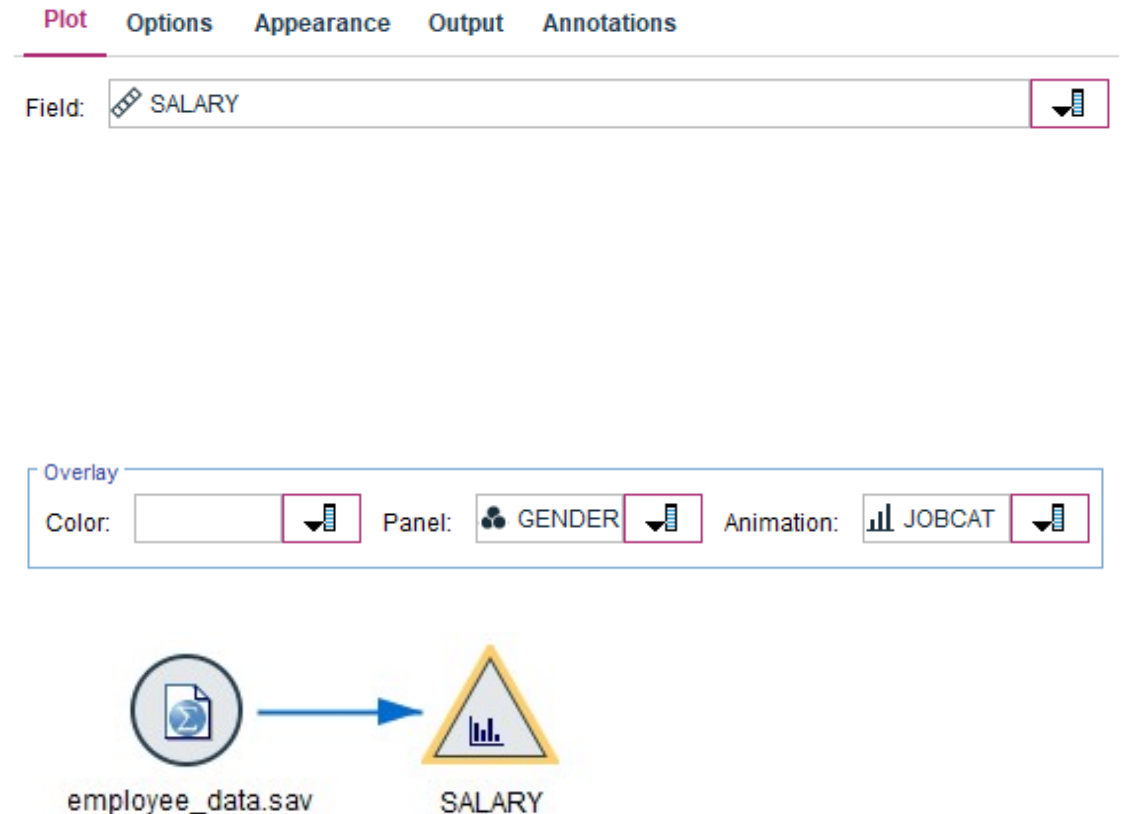 Plot Options Appearance Output Annotations
Field: SALARY
Overlay
Color: Panel: GENDER Animation: JOBCAT
employee_data.sav SALARY